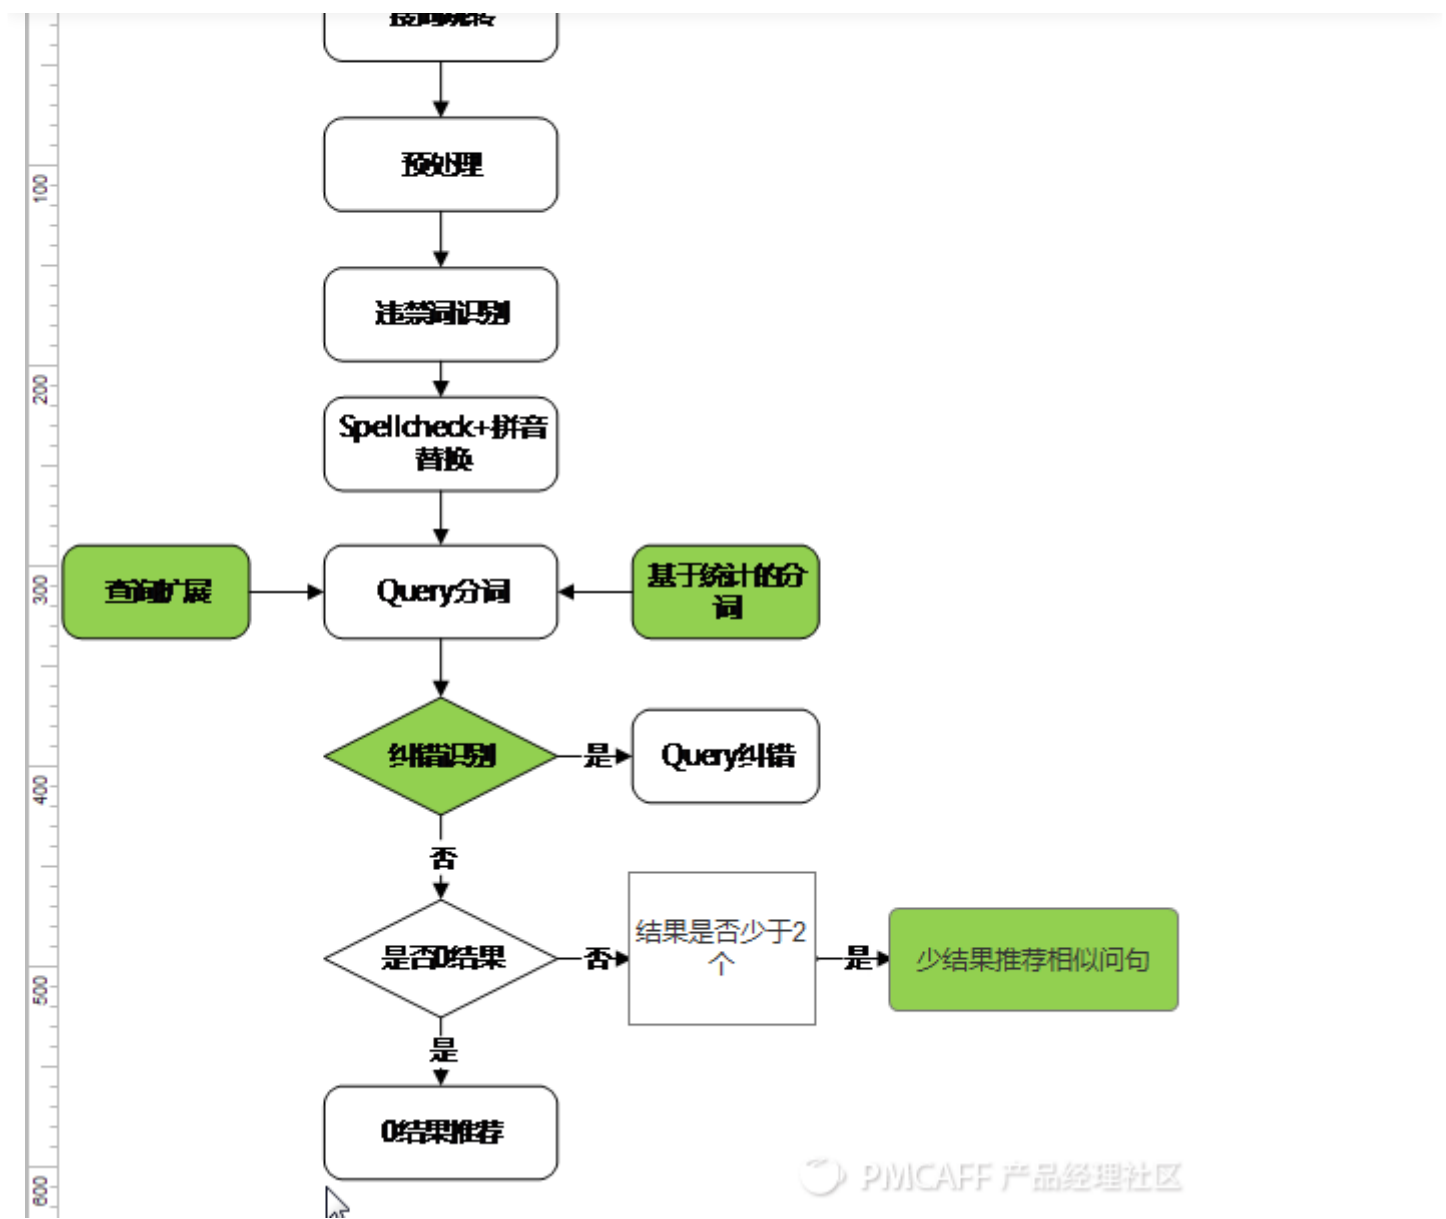 预处理
违禁词识别
Spellcheck+拼音
替换
查询扩展
Query分词
基于统计的分
词
纠错识别
是
Query纠错
否
是否0结果
否
结果是否少于2
个
是
少结果推荐相似问句
是
0结果推荐
100
200
300
400
500
600
PMCAFF 产品经理社区